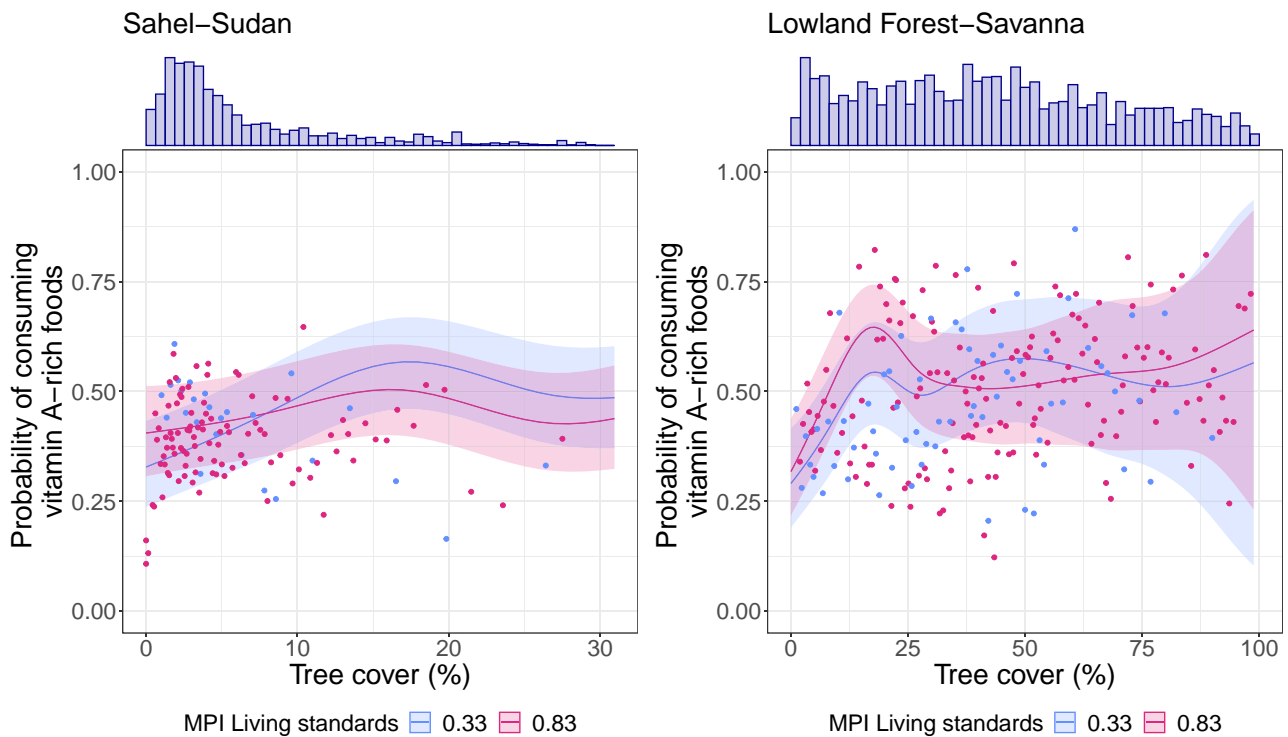 Sahel−Sudan
Probability of consuming
vitamin A−rich foods
1.00
0.75
0.50
0.25
0.00
0
10
20
30
Tree cover (%)
MPI Living standards 0.33 0.83
Lowland Forest−Savanna
Probability of consuming
vitamin A−rich foods
1.00
0.75
0.50
0.25
0.00
0
25
50
75
100
Tree cover (%)
MPI Living standards 0.33 0.83